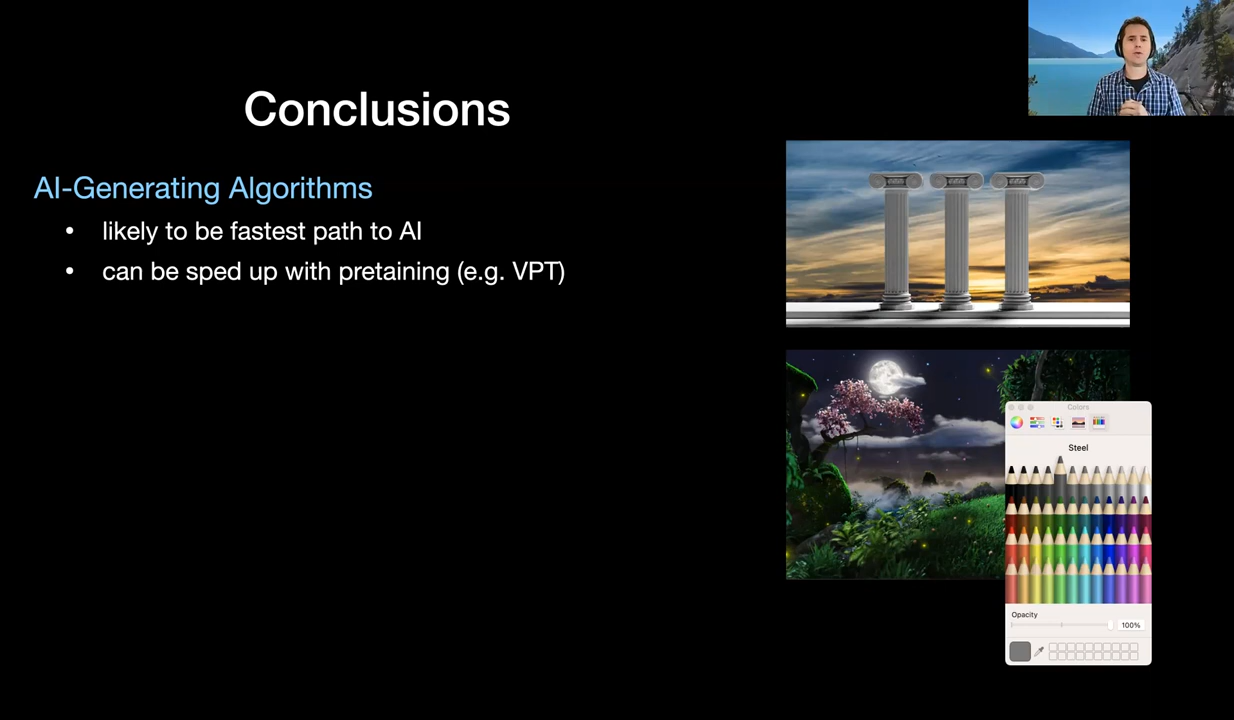 Conclusions
AI-Generating Algorithms
• likely to be fastest path to AI
• can be sped up with pretaining (e.g. VPT)
Colors
Steel
Opacity
100%